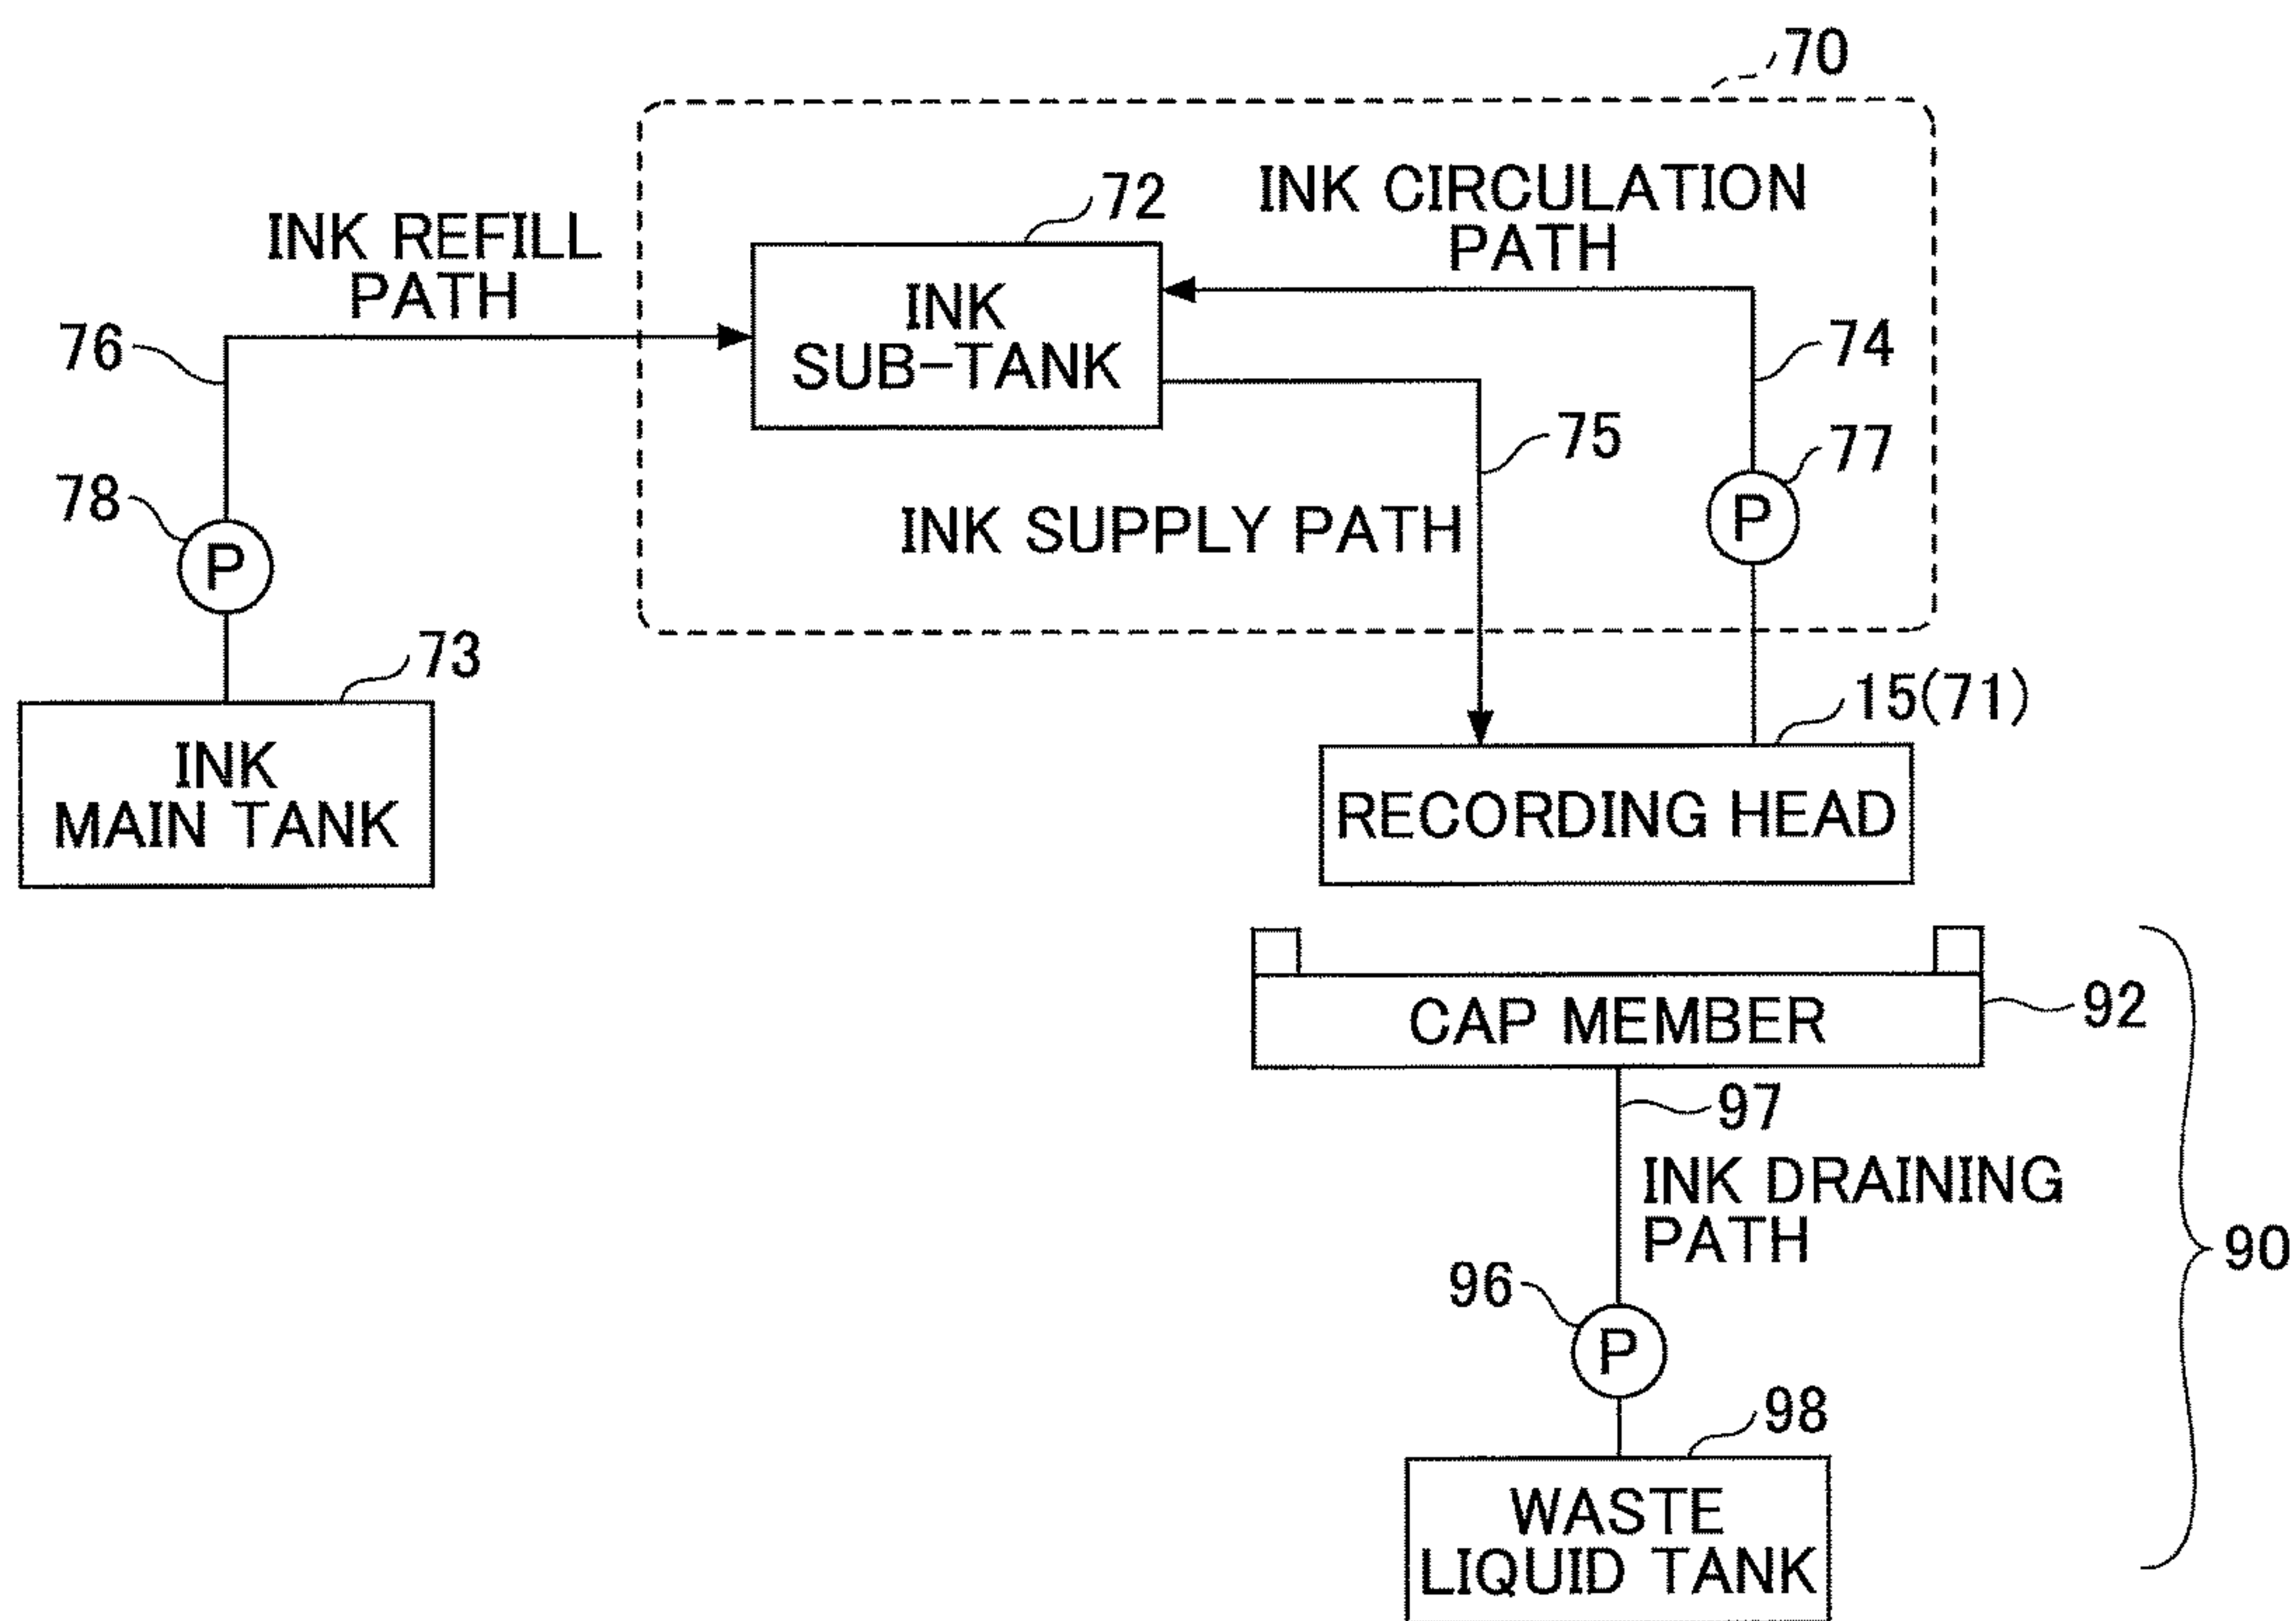 70
72
INK CIRCULATION
PATH
INK REFILL
PATH
INK
SUB-TANK
76
74
75
77
78
P
INK SUPPLY PATH
P
73
15(71)
INK
MAIN TANK
RECORDING HEAD
CAP MEMBER
92
97
INK DRAINING
PATH
90
96
P
98
WASTE
LIQUID TANK